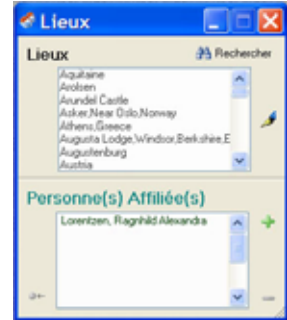 Lieux
Lieux
Rechercher
Aquitaine
Arolsen
Arundel Castle
Asker,Near Oslo,Norway
Athens,Greece
Augusta Lodge,Windsor,Berkshire,E
Augustenburg
Austria
Personne(s) Affiliée(s)
Lorentzen, Ragnhild Alexandra